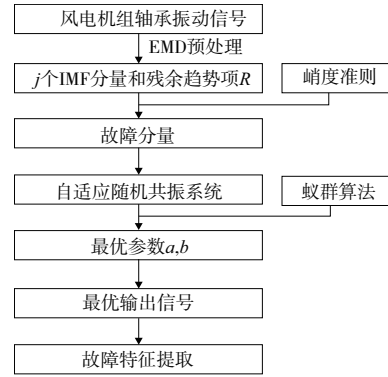 风电机组轴承振动信号
EMD预处理
j个IMF分量和残余趋势项R
峭度准则
故障分量
自适应随机共振系统
蚁群算法
最优参数a,b
最优输出信号
故障特征提取